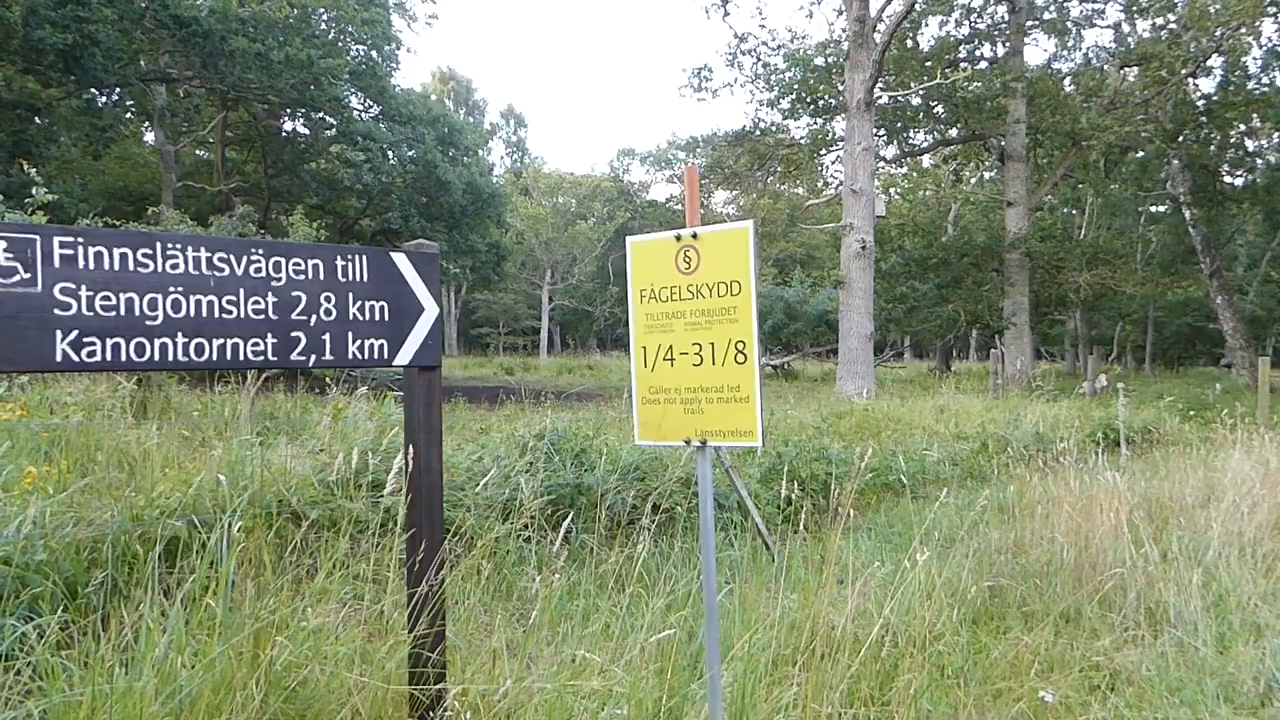 Finnslättsvägen till
Stengömslet 2,8 km
Kanontornet 2,1 km
§
FÅGELSKYDD
TILLTRÄDE FÖRBJUDET
TIERSCHUTZ ANIMAL PROTECTION
1/4-31/8
Gäller ej markerad led
Does not apply to marked
trails
Länsstyrelsen